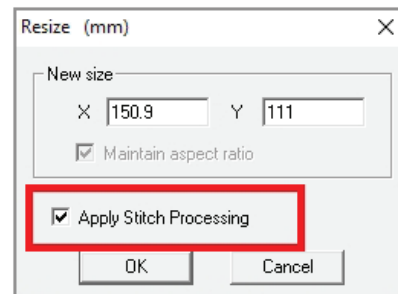 Resize (mm)
New size
X 150.9 Y 111
Maintain aspect ratio
Apply Stitch Processing
OK Cancel